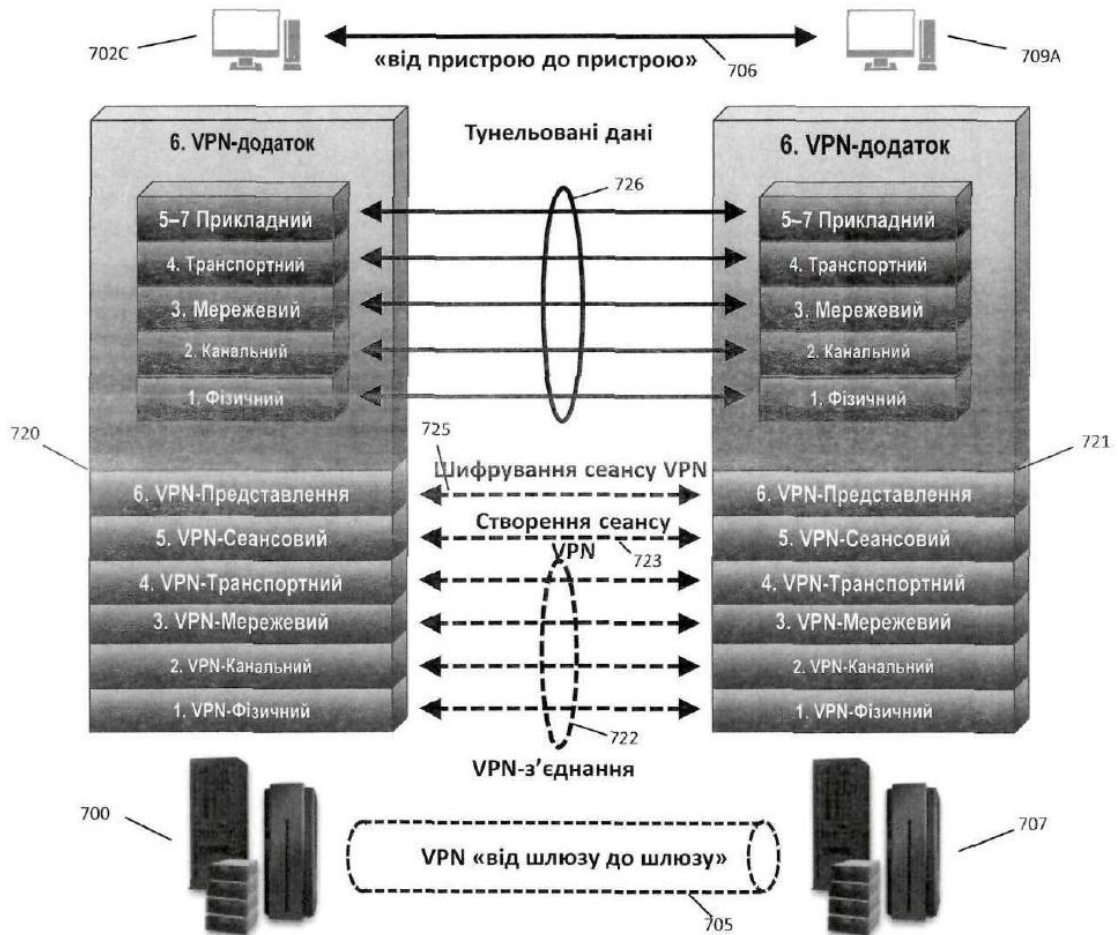 702C
«від пристрою до пристрою»
706
709A
6. VPN-додаток
5–7 Прикладний
4. Транспортний
3. Мережевий
2. Канальний
1. Фізичний
Тунельовані дані
726
6. VPN-додаток
5–7 Прикладний
4. Транспортний
3. Мережевий
2. Канальний
1. Фізичний
720
721
725
Шифрування сеансу VPN
Створення сеансу
VPN
723
6. VPN-Представлення
5. VPN-Сеансовий
4. VPN-Транспортний
3. VPN-Мережевий
2. VPN-Канальний
1. VPN-Фізичний
6. VPN-Представлення
5. VPN-Сеансовий
4. VPN-Транспортний
3. VPN-Мережевий
2. VPN-Канальний
1. VPN-Фізичний
722
VPN-з’єднання
700
707
VPN «від шлюзу до шлюзу»
705